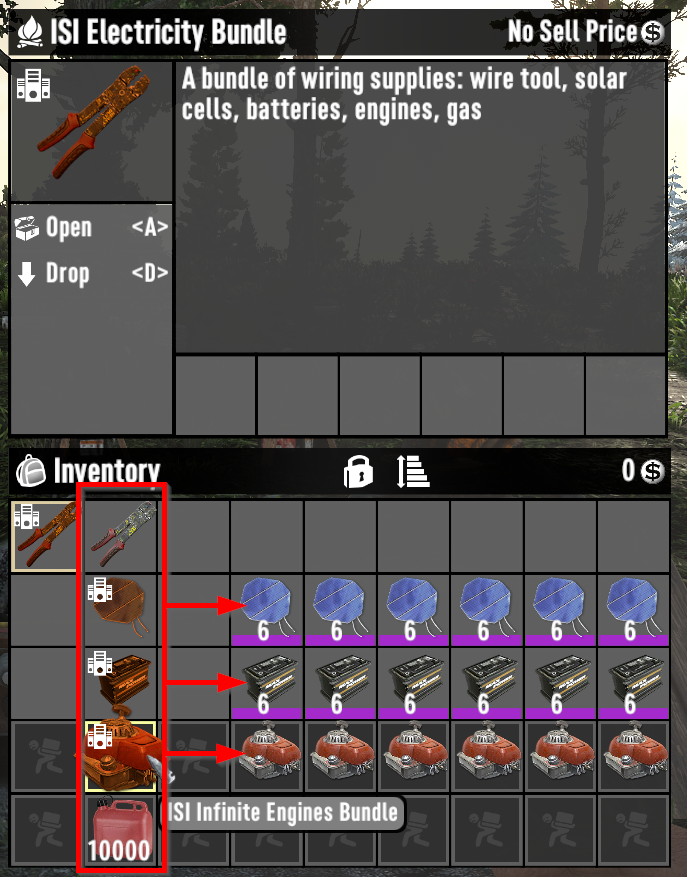 ISI Electricity Bundle
No Sell Price
A bundle of wiring supplies: wire tool, solar
cells, batteries, engines, gas
Open <A>
Drop <D>
Inventory
0
6 6 6 6 6 6
6 6 6 6 6 6
ISI Infinite Engines Bundle
10000